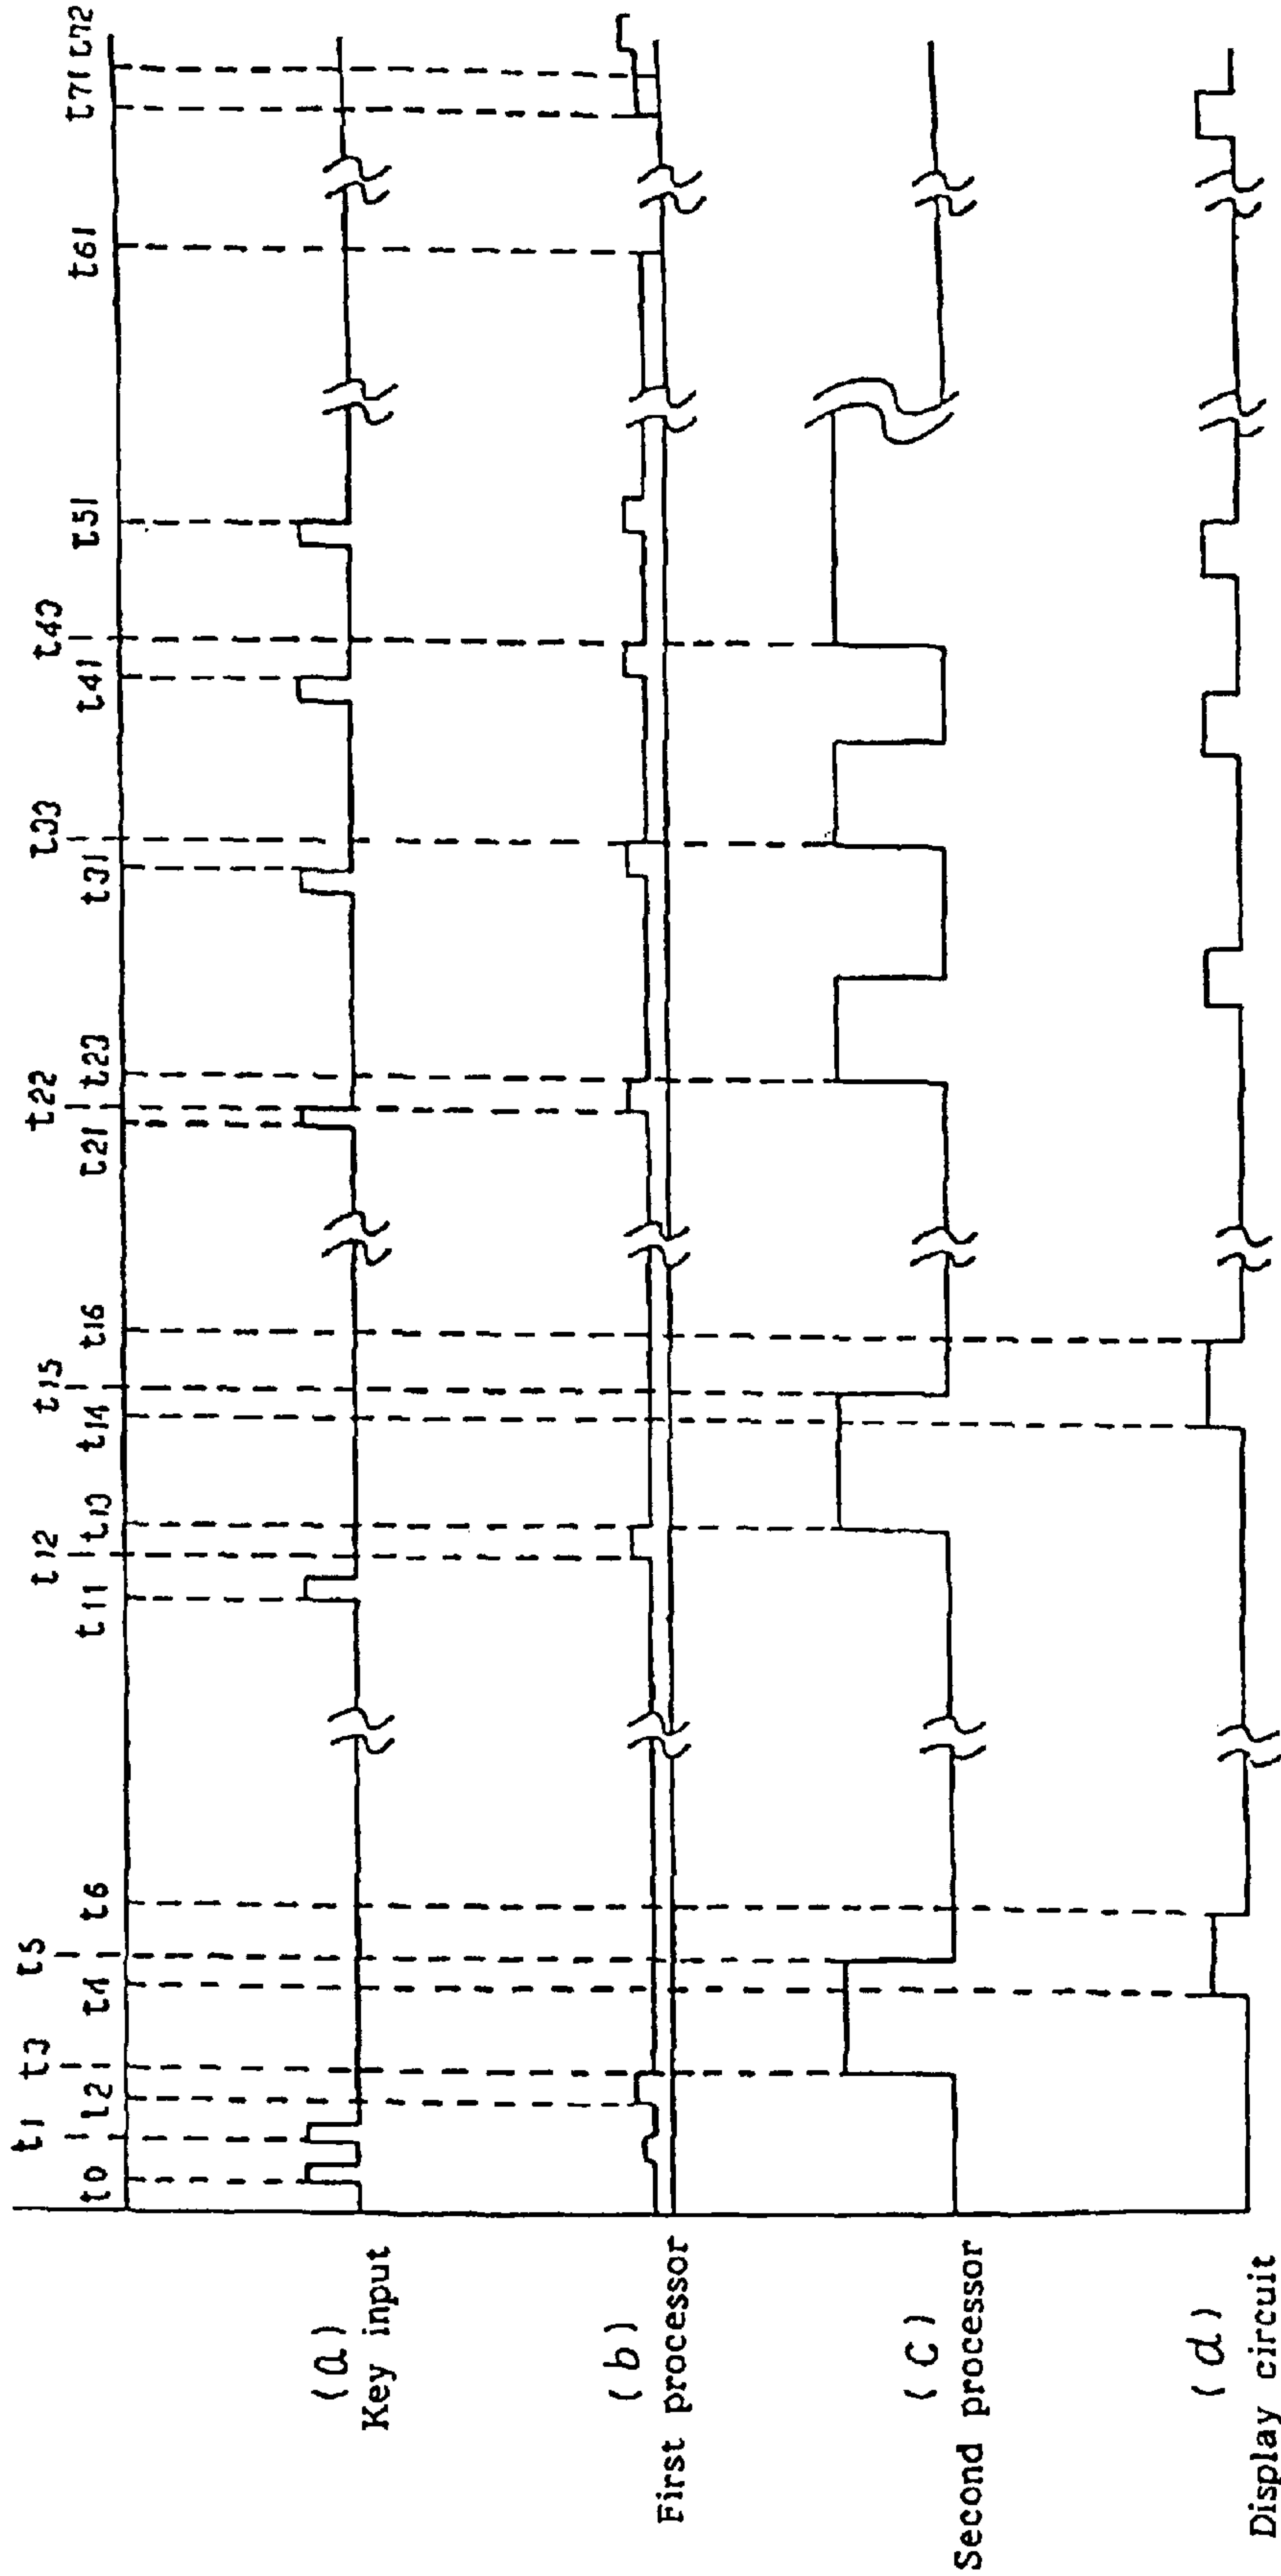 t0 t1 t2 t3 t4 t5 t6 t11 t12 t13 t14 t15 t16 t21 t22 t23 t31 t33 t41 t43 t51 t61 t71 t72
(a)
Key input
(b)
First processor
(c)
Second processor
(d)
Display circuit